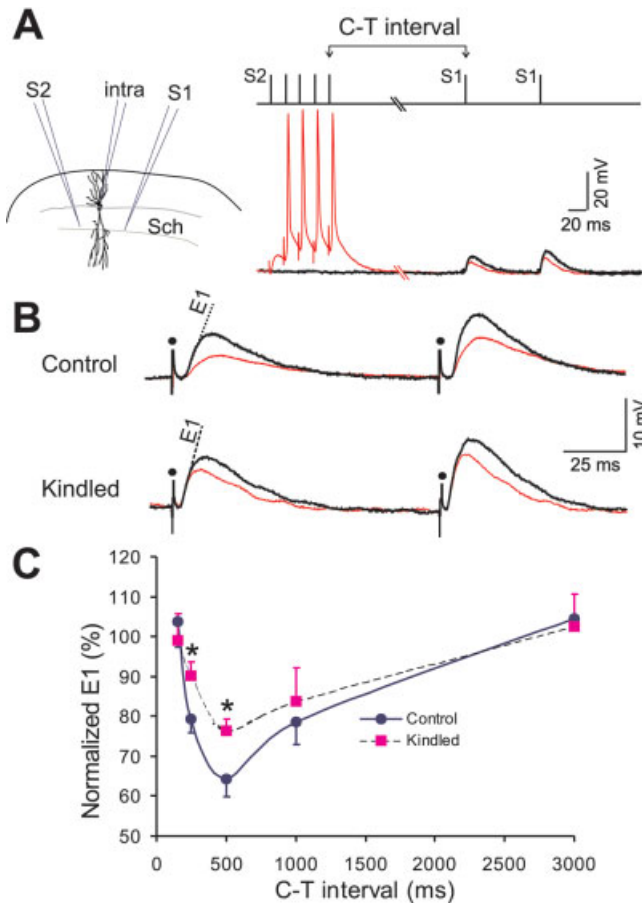 A
C-T interval
S2
S1
S1
S2
intra
S1
Sch
20 mV
20 ms
B
E1
Control
E1
Kindled
10 mV
25 ms
C
120
110
100
90
80
70
60
50
Normalized E1 (%)
*
*
Control
Kindled
0
500
1000
1500
2000
2500
3000
C-T interval (ms)